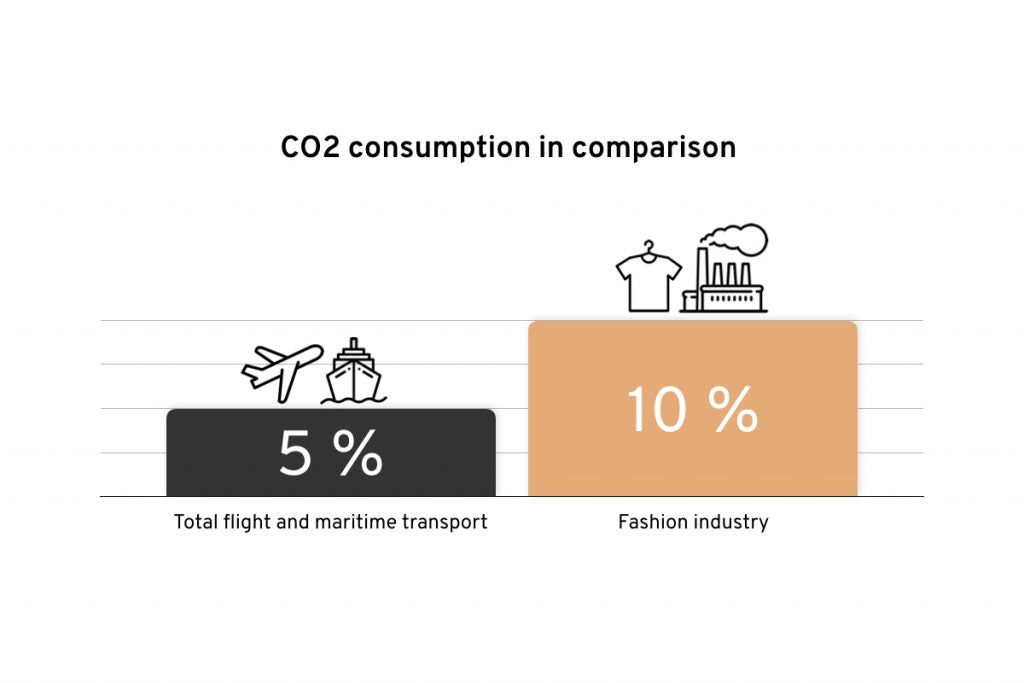 CO2 consumption in comparison
5 %
10 %
Total flight and maritime transport
Fashion industry